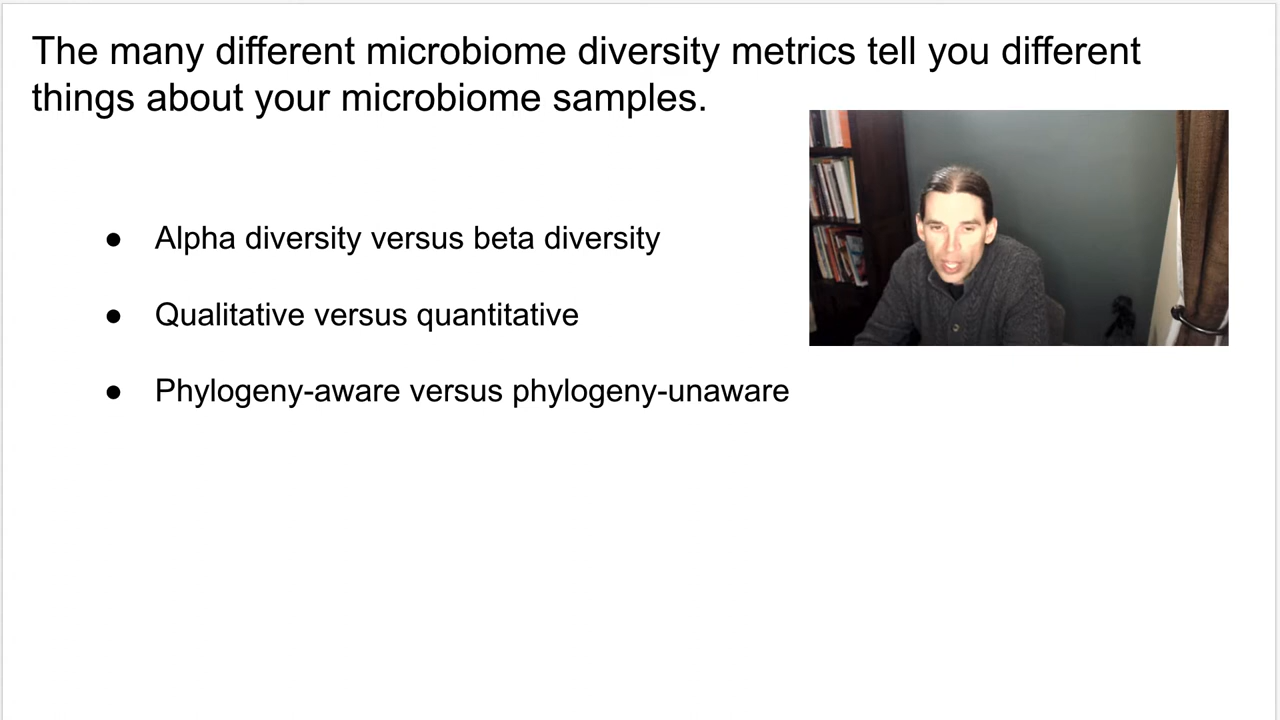 The many different microbiome diversity metrics tell you different
things about your microbiome samples.
● Alpha diversity versus beta diversity
● Qualitative versus quantitative
● Phylogeny-aware versus phylogeny-unaware